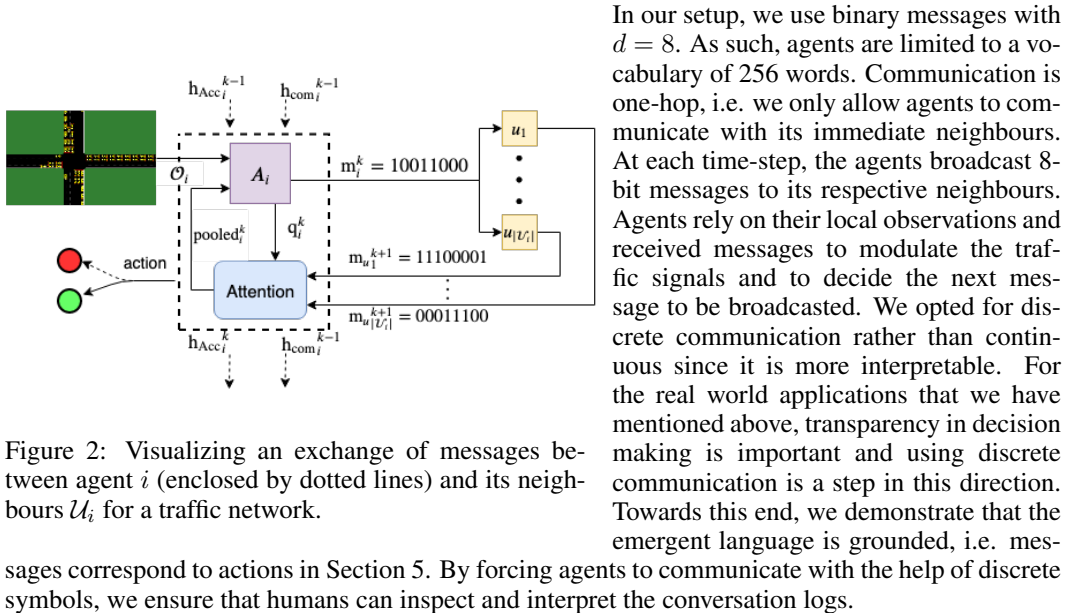 h_Acc_i^{k-1} h_com_i^{k-1}
O_i
A_i
m_i^k = 10011000
u_1
pooled_i^k
q_i^k
u_{|U_i|}
m_{u_1}^{k+1} = 11100001
action
Attention
m_{u_{|U_i|}}^{k+1} = 00011100
h_Acc_i^k h_com_i^{k-1}
Figure 2: Visualizing an exchange of messages be-
tween agent i (enclosed by dotted lines) and its neigh-
bours U_i for a traffic network.
In our setup, we use binary messages with
d = 8. As such, agents are limited to a vo-
cabulary of 256 words. Communication is
one-hop, i.e. we only allow agents to com-
municate with its immediate neighbours.
At each time-step, the agents broadcast 8-
bit messages to its respective neighbours.
Agents rely on their local observations and
received messages to modulate the traf-
fic signals and to decide the next mes-
sage to be broadcasted. We opted for dis-
crete communication rather than contin-
uous since it is more interpretable. For
the real world applications that we have
mentioned above, transparency in decision
making is important and using discrete
communication is a step in this direction.
Towards this end, we demonstrate that the
emergent language is grounded, i.e. mes-
sages correspond to actions in Section 5. By forcing agents to communicate with the help of discrete
symbols, we ensure that humans can inspect and interpret the conversation logs.